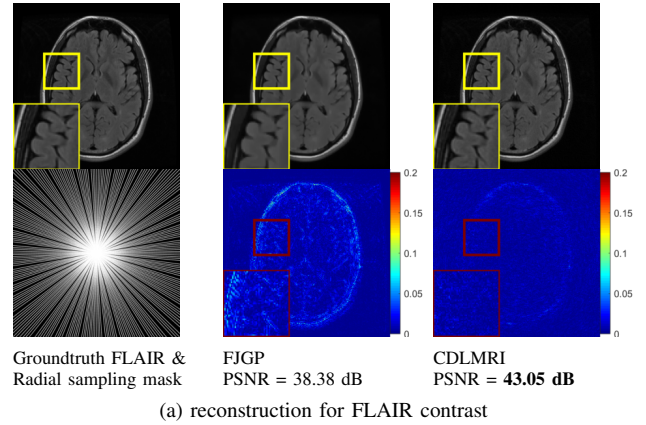 0.2
0.15
0.1
0.05
0
0.2
0.15
0.1
0.05
0
Groundtruth FLAIR &
Radial sampling mask
FJGP
PSNR = 38.38 dB
CDLMRI
PSNR = 43.05 dB
(a) reconstruction for FLAIR contrast